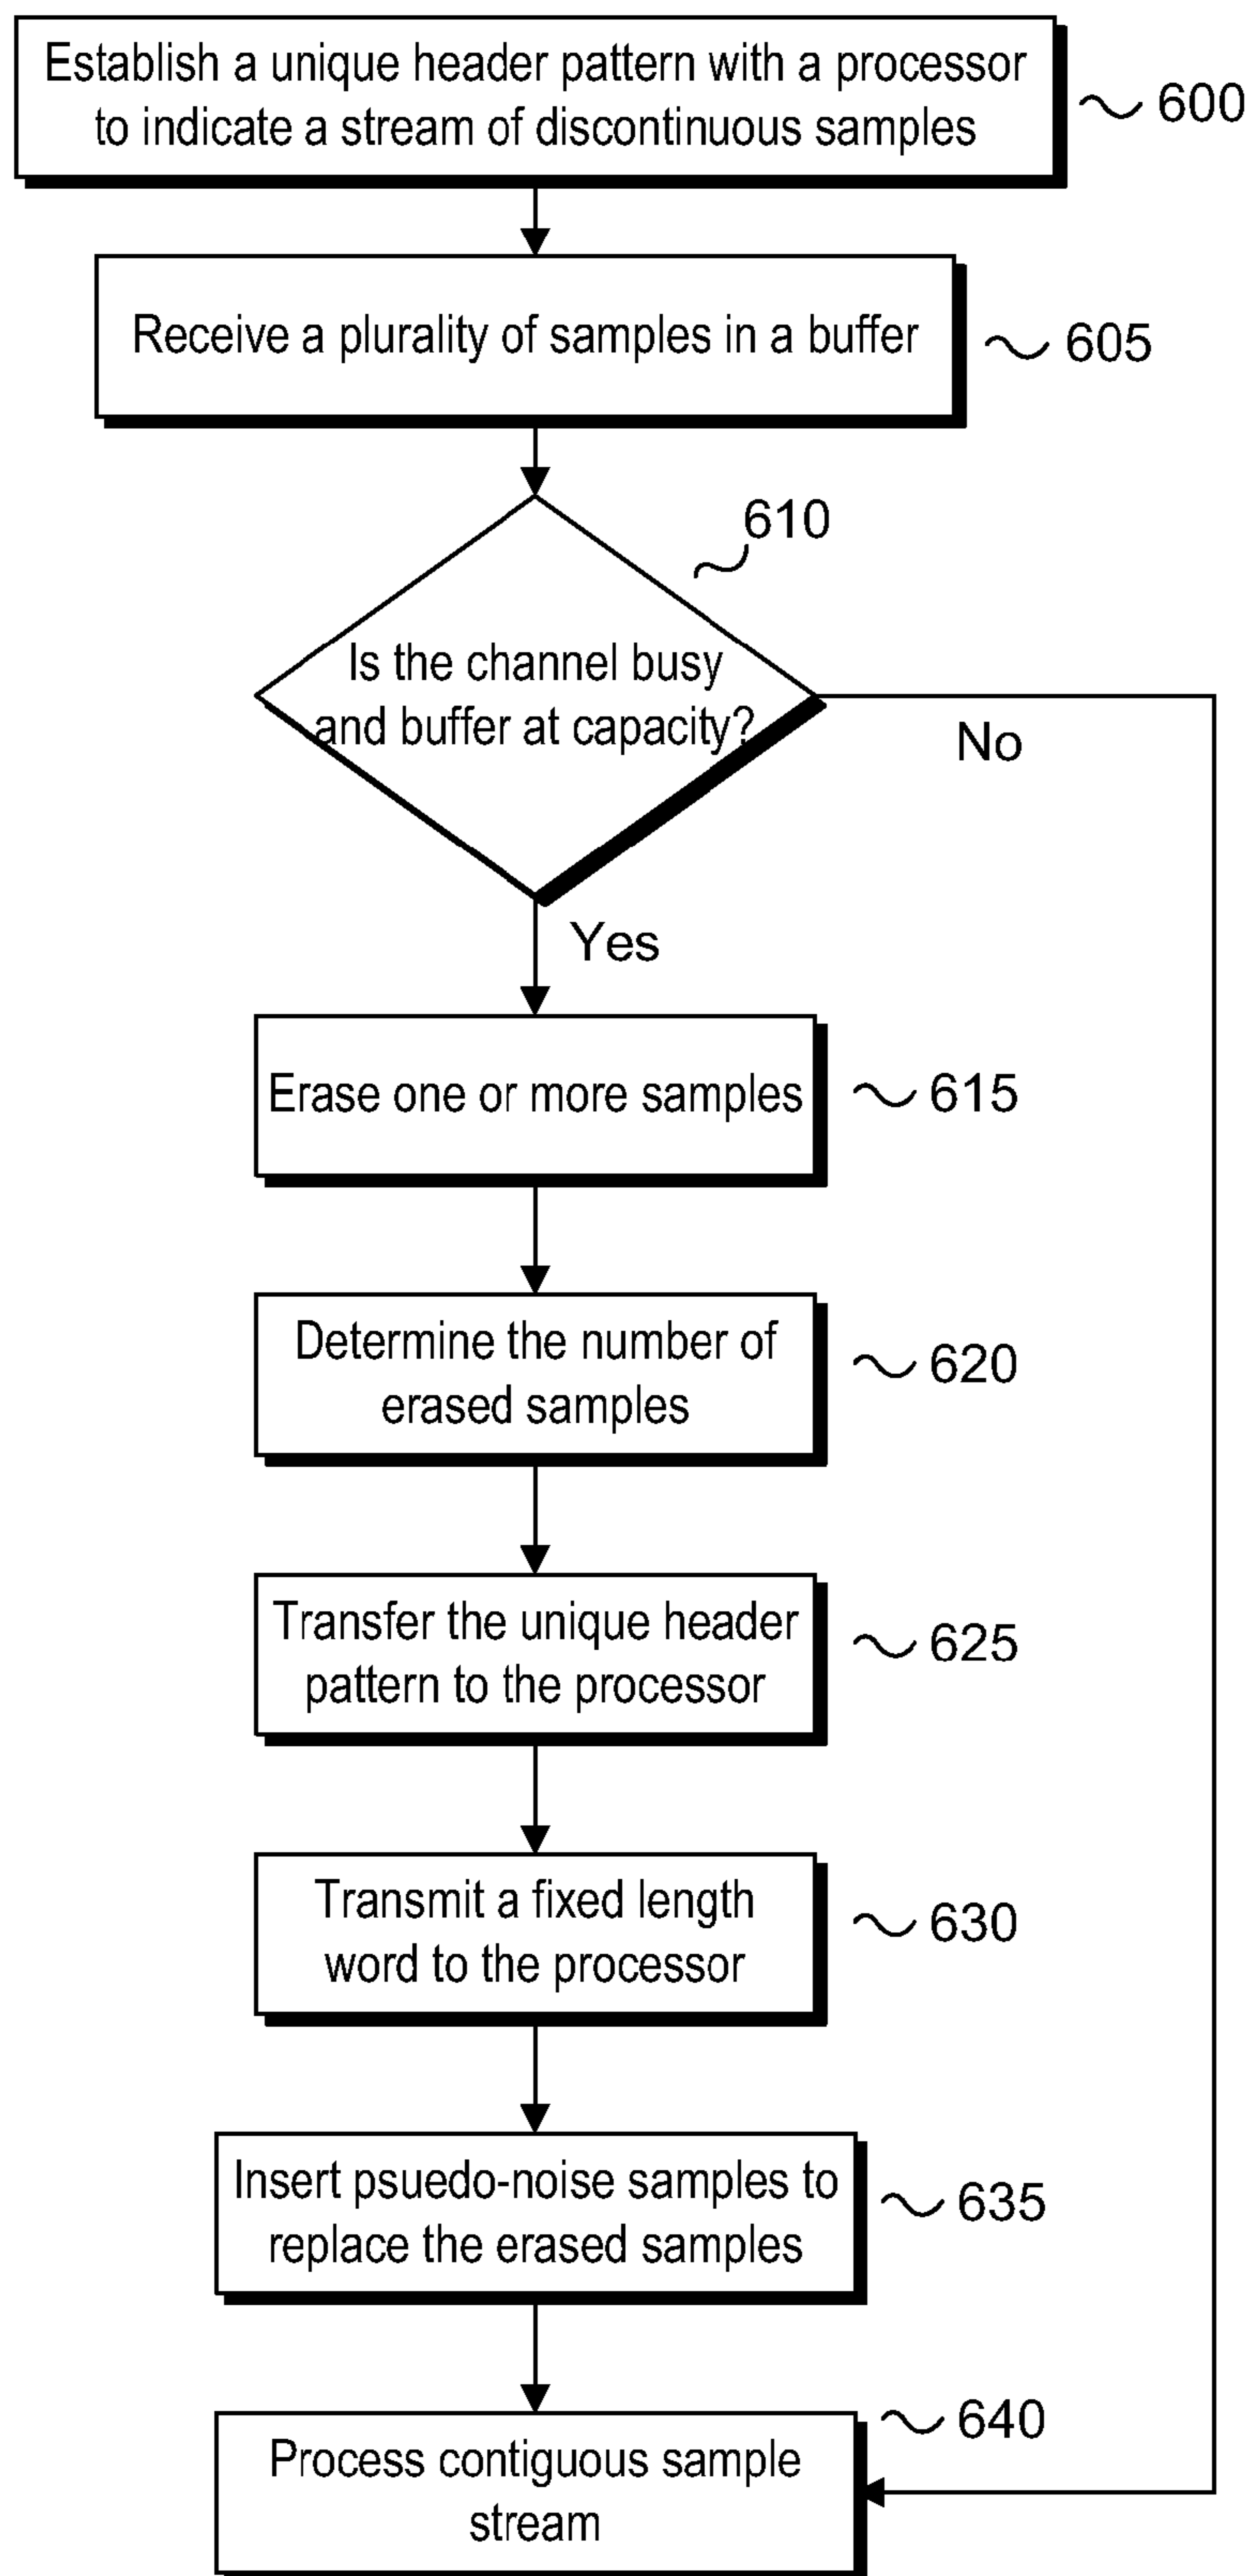 Establish a unique header pattern with a processor
to indicate a stream of discontinuous samples
600
Receive a plurality of samples in a buffer
605
610
Is the channel busy
and buffer at capacity?
No
Yes
Erase one or more samples
615
Determine the number of
erased samples
620
Transfer the unique header
pattern to the processor
625
Transmit a fixed length
word to the processor
630
Insert psuedo-noise samples to
replace the erased samples
635
640
Process contiguous sample
stream